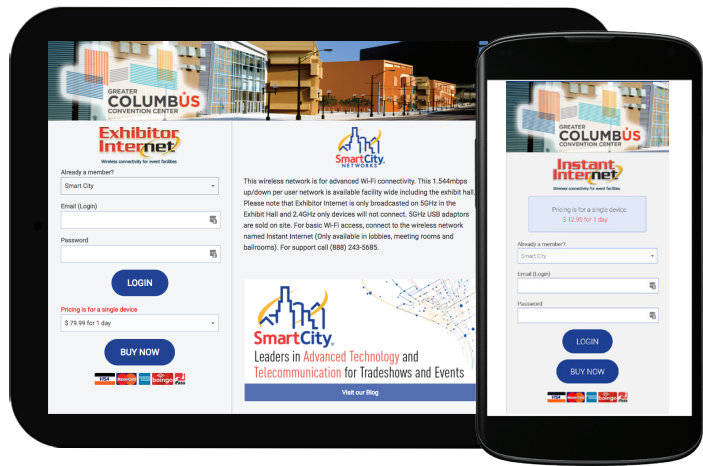 GREATER
COLUMBUS
CONVENTION CENTER
Exhibitor
Internet
Wireless connectivity for event facilities
Already a member?
Smart City
Email (Login)
Password
LOGIN
Pricing is for a single device
$ 79.99 for 1 day
BUY NOW
VISA
MasterCard
boingo
iPass
SmartCity.
NETWORKS
This wireless network is for advanced Wi-Fi connectivity. This 1.544mbps
up/down per user network is available facility wide including the exhibit hall.
Please note that Exhibitor Internet is only broadcasted on 5GHz in the
Exhibit Hall and 2.4GHz only devices will not connect. 5GHz USB adaptors
are sold on site. For basic Wi-Fi access, connect to the wireless network
named Instant Internet (Only available in lobbies, meeting rooms and
ballrooms). For support call (888) 243-5685.
SmartCity.
Leaders in Advanced Technology and
Telecommunication for Tradeshows and Events
Visit our Blog
GREATER
COLUMBUS
CONVENTION CENTER
Instant
Internet
Wireless connectivity for event facilities
Pricing is for a single device.
$ 12.95 for 1 day
Already a member?
Smart City
Email (Login)
Password
LOGIN
BUY NOW
VISA
MasterCard
boingo
iPass